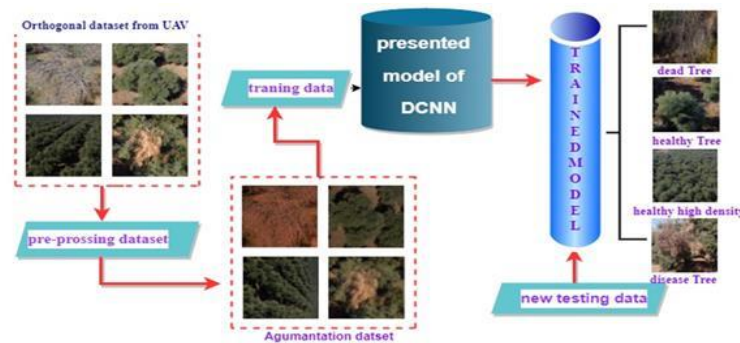 Orthogonal dataset from UAV
pre-prossing dataset
Agumantation datset
traning data
presented
model of
DCNN
TRAINEDMODEL
new testing data
dead Tree
healthy Tree
healthy high density
disease Tree